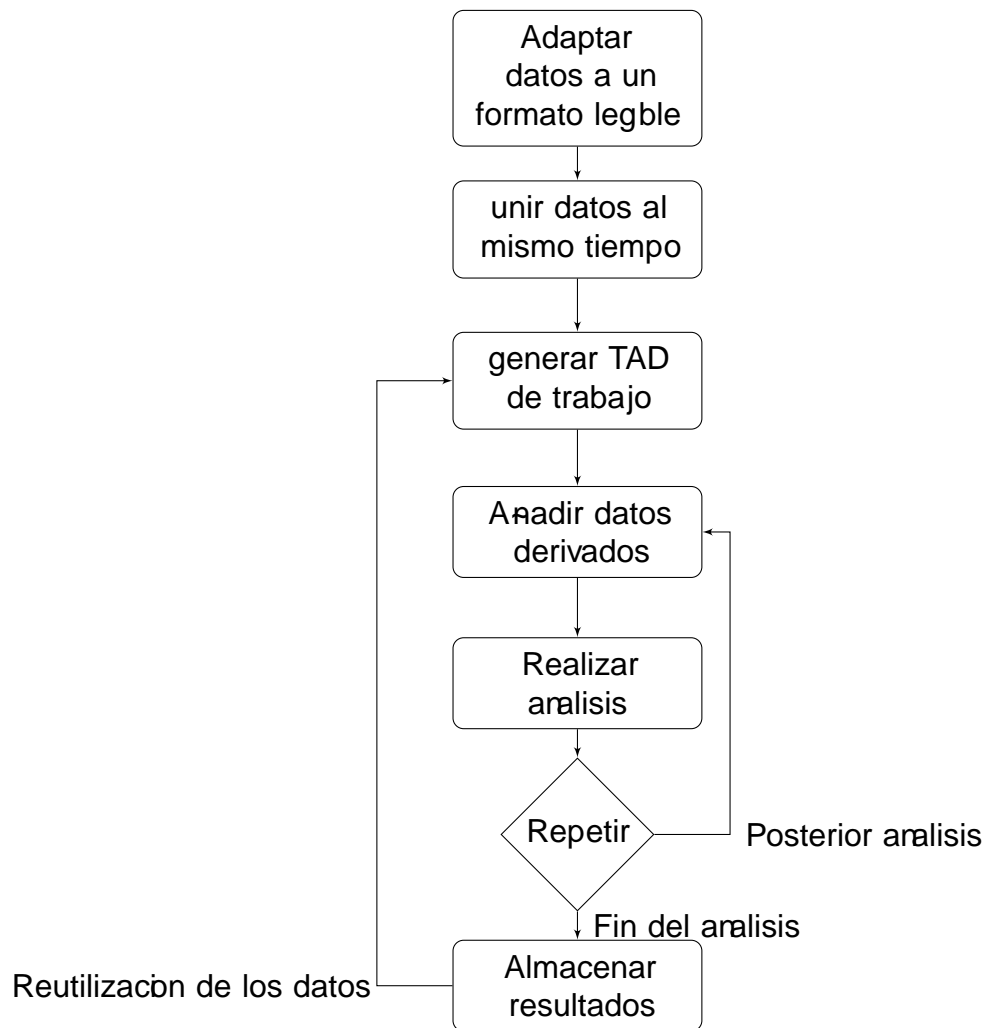 Adaptar
datos a un
formato legble
unir datos al
mismo tiempo
generar TAD
de trabajo
Añadir datos
derivados
Realizar
analisis
Repetir
Posterior analisis
Fin del analisis
Almacenar
resultados
Reutilizacion de los datos